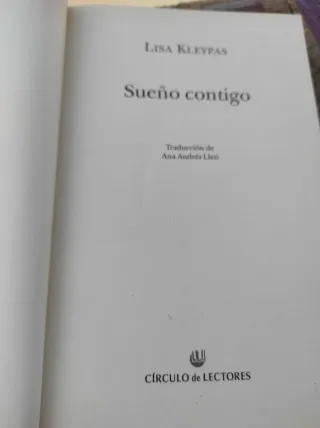 LISA KLEYPAS
Sueño contigo
Traducción de
Ana Andrés Lleó
CÍRCULO de LECTORES